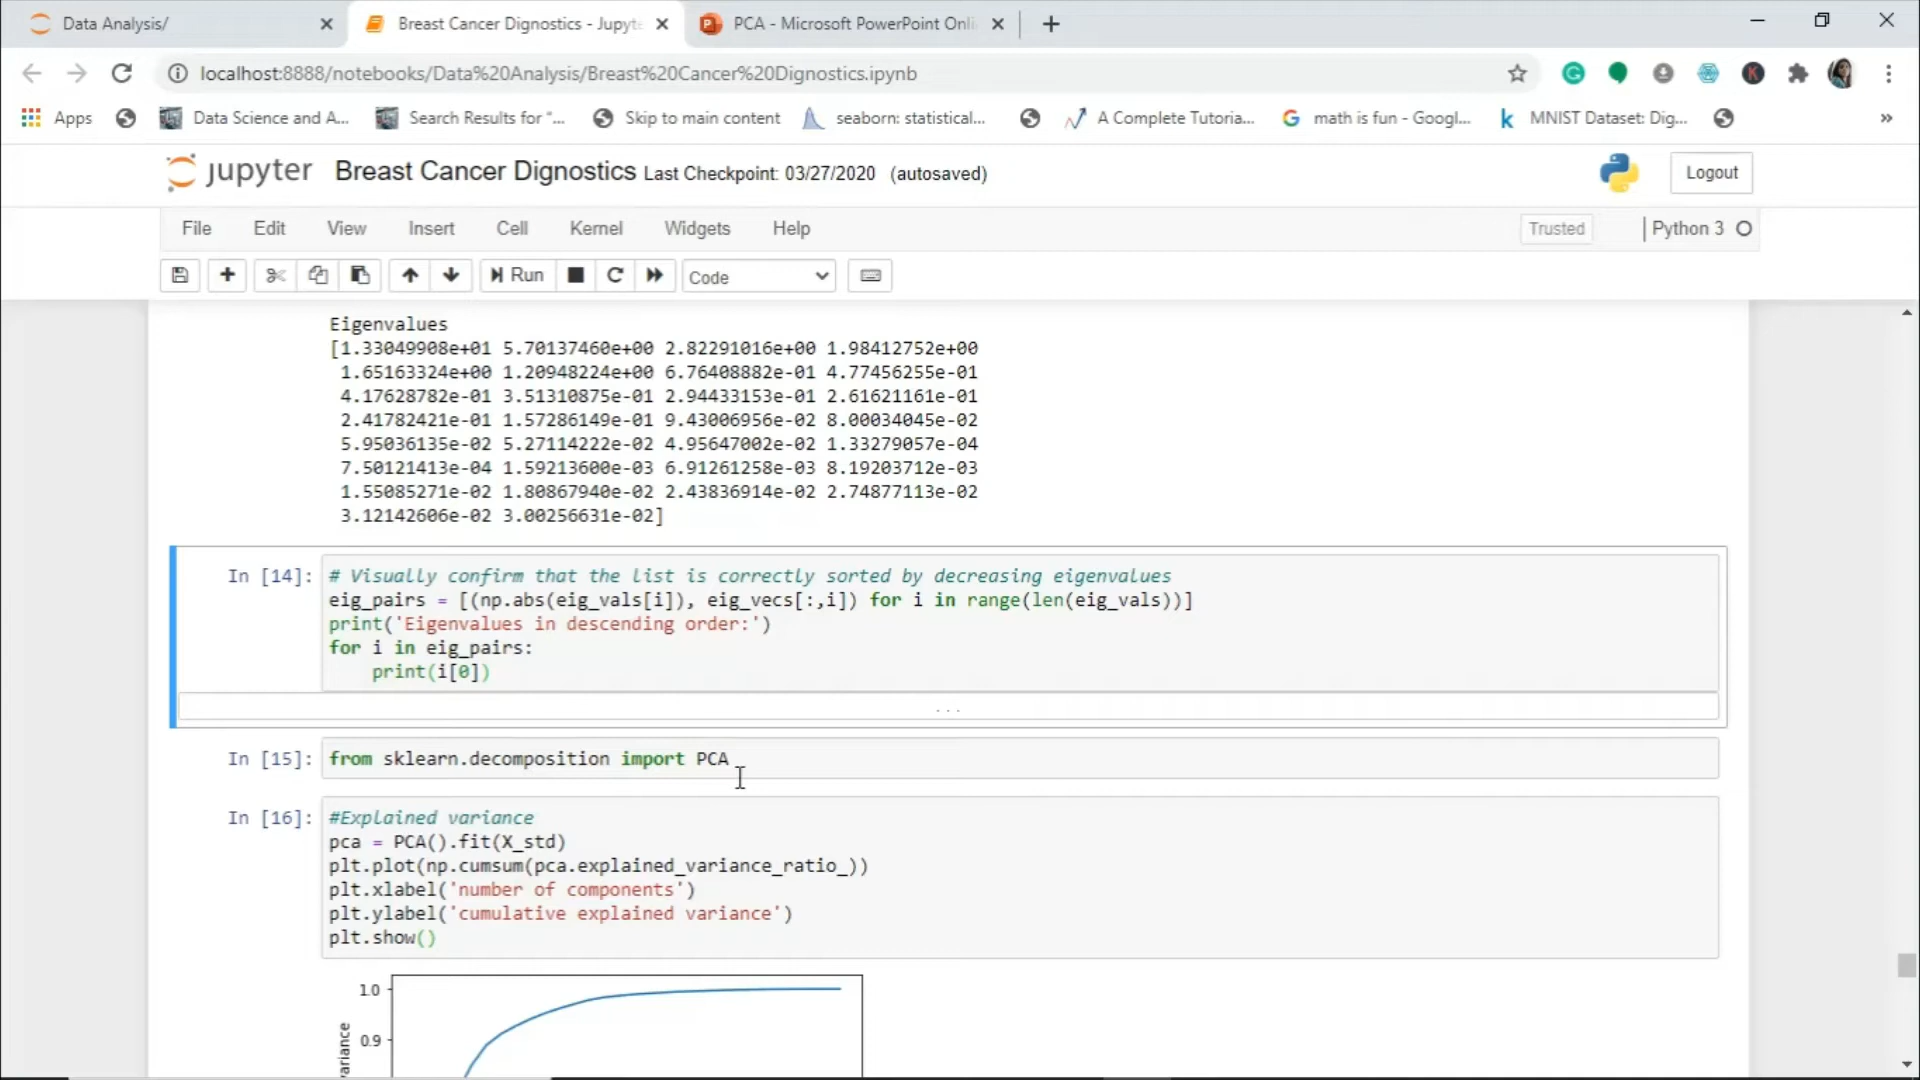 Data Analysis/
Breast Cancer Dignostics - Jupyte
PCA - Microsoft PowerPoint Onli
localhost:8888/notebooks/Data%20Analysis/Breast%20Cancer%20Dignostics.ipynb
Apps
Data Science and A...
Search Results for “...
Skip to main content
seaborn: statistical...
A Complete Tutoria...
math is fun - Googl...
MNIST Dataset: Dig...
»
jupyter
Breast Cancer Dignostics Last Checkpoint: 03/27/2020 (autosaved)
Logout
File Edit View Insert Cell Kernel Widgets Help
Trusted
Python 3
Run
Code
Eigenvalues
[1.33049908e+01 5.70137460e+00 2.82291016e+00 1.98412752e+00
1.65163324e+00 1.20948224e+00 6.76408882e-01 4.77456255e-01
4.17628782e-01 3.51310875e-01 2.94433153e-01 2.61621161e-01
2.41782421e-01 1.57286149e-01 9.43006956e-02 8.00034045e-02
5.95036135e-02 5.27114222e-02 4.95647002e-02 1.33279057e-04
7.50121413e-04 1.59213600e-03 6.91261258e-03 8.19203712e-03
1.55085271e-02 1.80867940e-02 2.43836914e-02 2.74877113e-02
3.12142606e-02 3.00256631e-02]
In [14]:
# Visually confirm that the list is correctly sorted by decreasing eigenvalues
eig_pairs = [(np.abs(eig_vals[i]), eig_vecs[:,i]) for i in range(len(eig_vals))]
print('Eigenvalues in descending order:')
for i in eig_pairs:
    print(i[0])
...
In [15]:
from sklearn.decomposition import PCA
In [16]:
#Explained variance
pca = PCA().fit(X_std)
plt.plot(np.cumsum(pca.explained_variance_ratio_))
plt.xlabel('number of components')
plt.ylabel('cumulative explained variance')
plt.show()
1.0
0.9